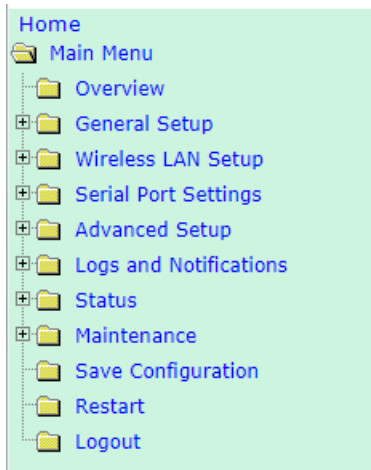 Home
Main Menu
Overview
General Setup
Wireless LAN Setup
Serial Port Settings
Advanced Setup
Logs and Notifications
Status
Maintenance
Save Configuration
Restart
Logout